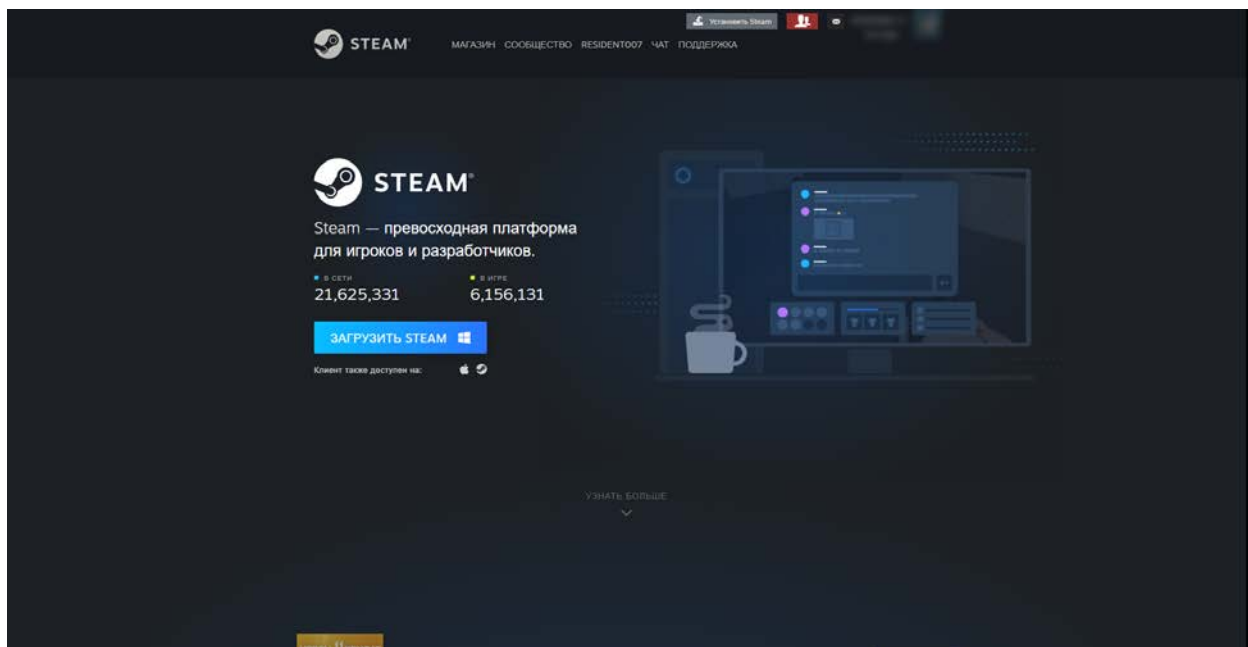 Установить Steam
STEAM®
МАГАЗИН СООБЩЕСТВО RESIDENT007 ЧАТ ПОДДЕРЖКА
STEAM®
Steam — превосходная платформа
для игроков и разработчиков.
В СЕТИ
В ИГРЕ
21,625,331
6,156,131
ЗАГРУЗИТЬ STEAM
Клиент также доступен на:
УЗНАТЬ БОЛЬШЕ